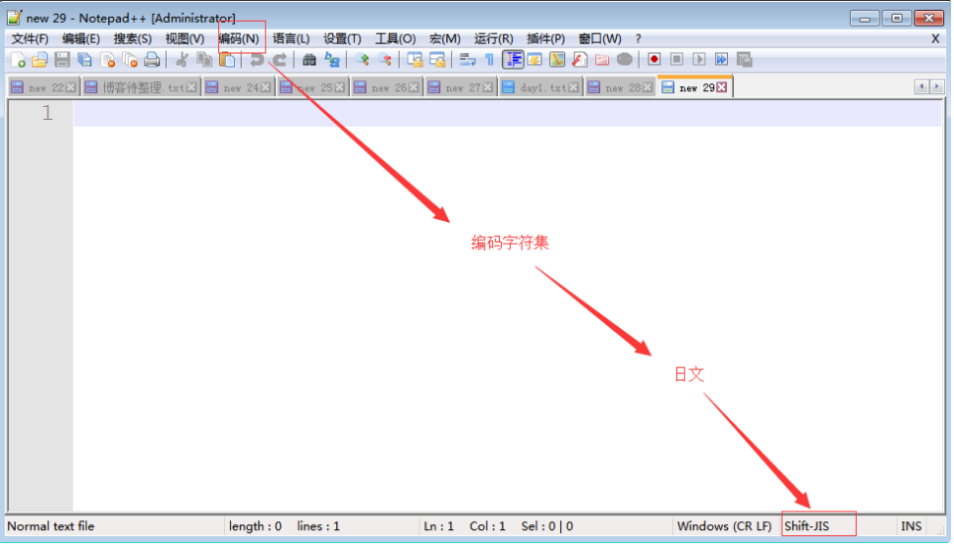 new 29 - Notepad++ [Administrator]
文件(F) 编辑(E) 搜索(S) 视图(V) 编码(N) 语言(L) 设置(T) 工具(O) 宏(M) 运行(R) 插件(P) 窗口(W) ? X
new 22 博客待整理.txt new 24 new 25 new 26 new 27 day1.txt new 28 new 29
1
编码字符集
日文
Normal text file length : 0 lines : 1 Ln : 1 Col : 1 Sel : 0 | 0 Windows (CR LF) Shift-JIS INS